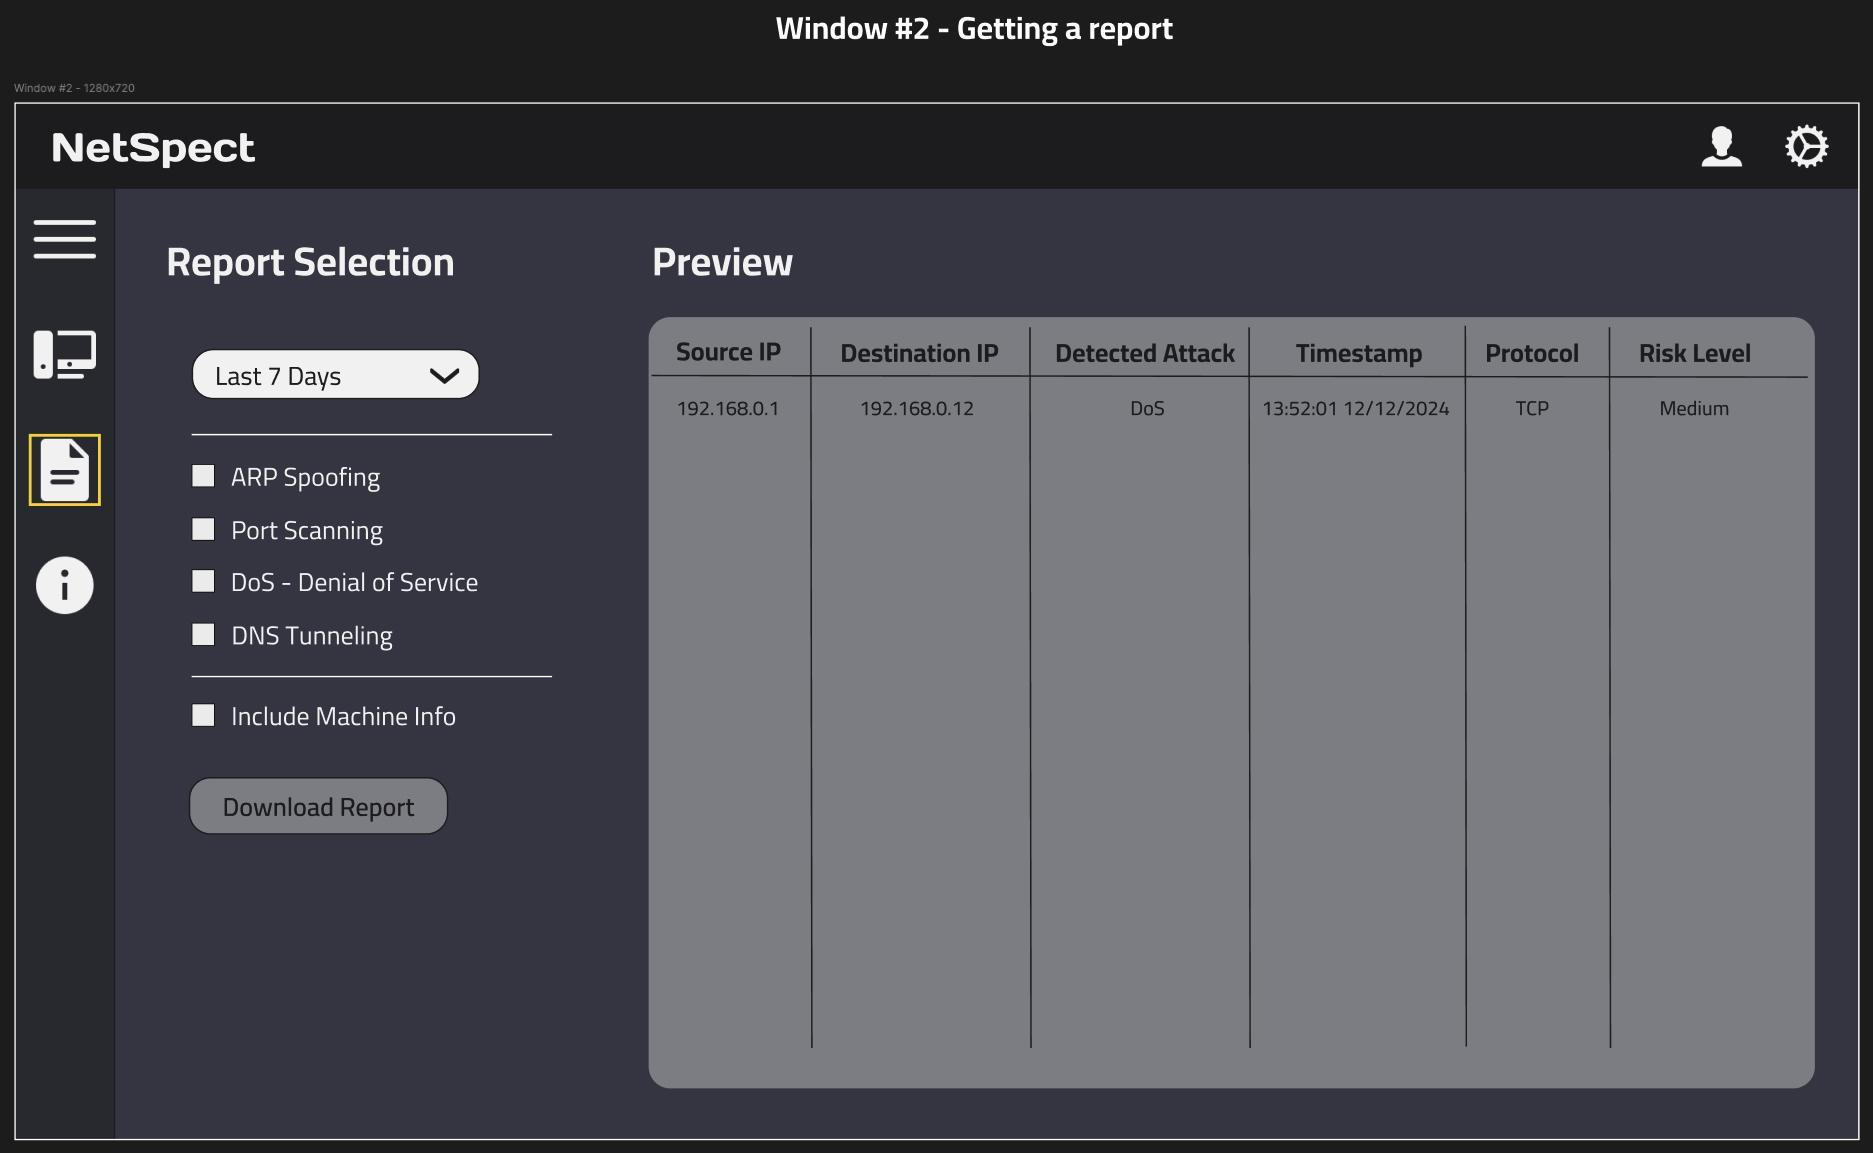 Window #2 - Getting a report
Window #2 - 1280x720
NetSpect
Report Selection
Last 7 Days
ARP Spoofing
Port Scanning
DoS - Denial of Service
DNS Tunneling
Include Machine Info
Download Report
Preview
Source IP Destination IP Detected Attack Timestamp Protocol Risk Level
192.168.0.1 192.168.0.12 DoS 13:52:01 12/12/2024 TCP Medium